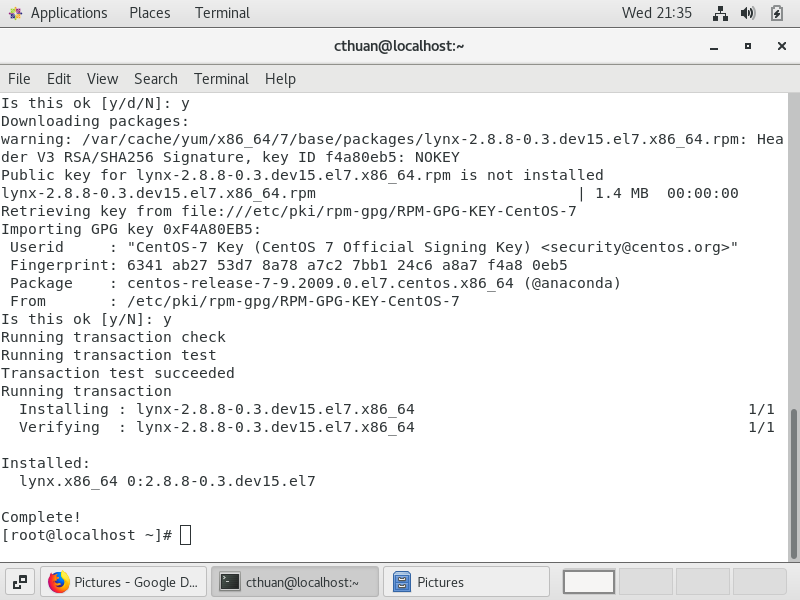 Applications Places Terminal Wed 21:35
cthuan@localhost:~
File Edit View Search Terminal Help
Is this ok [y/d/N]: y
Downloading packages:
warning: /var/cache/yum/x86_64/7/base/packages/lynx-2.8.8-0.3.dev15.el7.x86_64.rpm: Hea
der V3 RSA/SHA256 Signature, key ID f4a80eb5: NOKEY
Public key for lynx-2.8.8-0.3.dev15.el7.x86_64.rpm is not installed
lynx-2.8.8-0.3.dev15.el7.x86_64.rpm | 1.4 MB 00:00:00
Retrieving key from file:///etc/pki/rpm-gpg/RPM-GPG-KEY-CentOS-7
Importing GPG key 0xF4A80EB5:
Userid : "CentOS-7 Key (CentOS 7 Official Signing Key) <security@centos.org>"
Fingerprint: 6341 ab27 53d7 8a78 a7c2 7bb1 24c6 a8a7 f4a8 0eb5
Package : centos-release-7-9.2009.0.el7.centos.x86_64 (@anaconda)
From : /etc/pki/rpm-gpg/RPM-GPG-KEY-CentOS-7
Is this ok [y/N]: y
Running transaction check
Running transaction test
Transaction test succeeded
Running transaction
Installing : lynx-2.8.8-0.3.dev15.el7.x86_64 1/1
Verifying : lynx-2.8.8-0.3.dev15.el7.x86_64 1/1
Installed:
lynx.x86_64 0:2.8.8-0.3.dev15.el7
Complete!
[root@localhost ~]#
Pictures - Google D... cthuan@localhost:~ Pictures